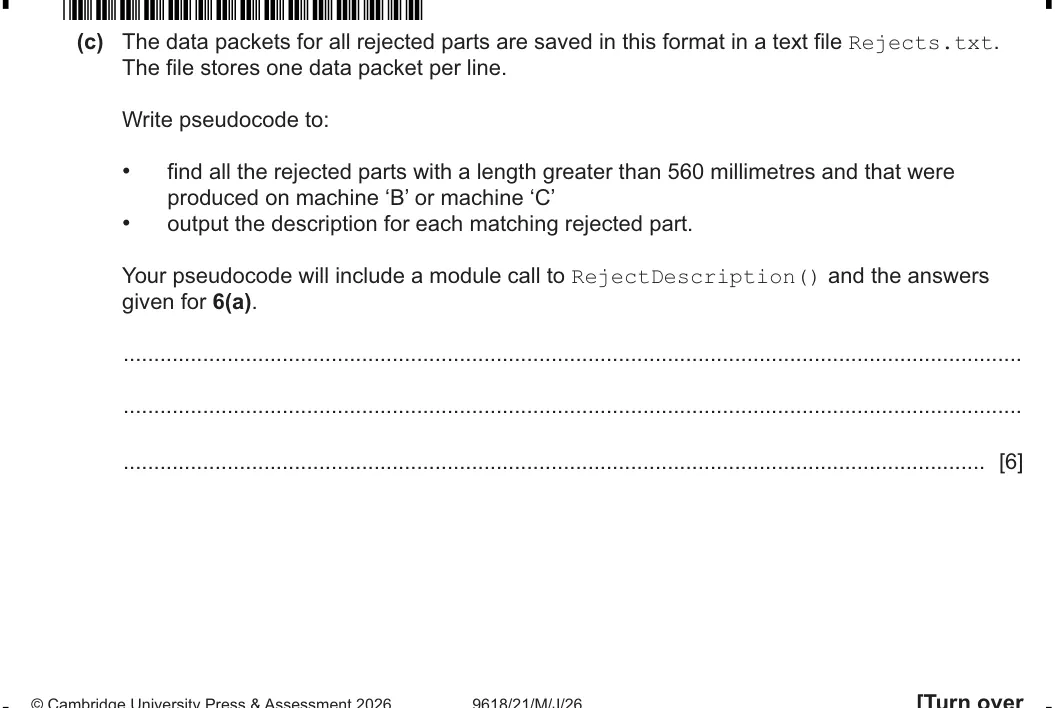 (c) The data packets for all rejected parts are saved in this format in a text file Rejects.txt.
The file stores one data packet per line.
Write pseudocode to:
• find all the rejected parts with a length greater than 560 millimetres and that were
produced on machine ‘B’ or machine ‘C’
• output the description for each matching rejected part.
Your pseudocode will include a module call to RejectDescription() and the answers
given for 6(a).
[6]
© Cambridge University Press & Assessment 2026 9618/21/M/J/26 [Turn over